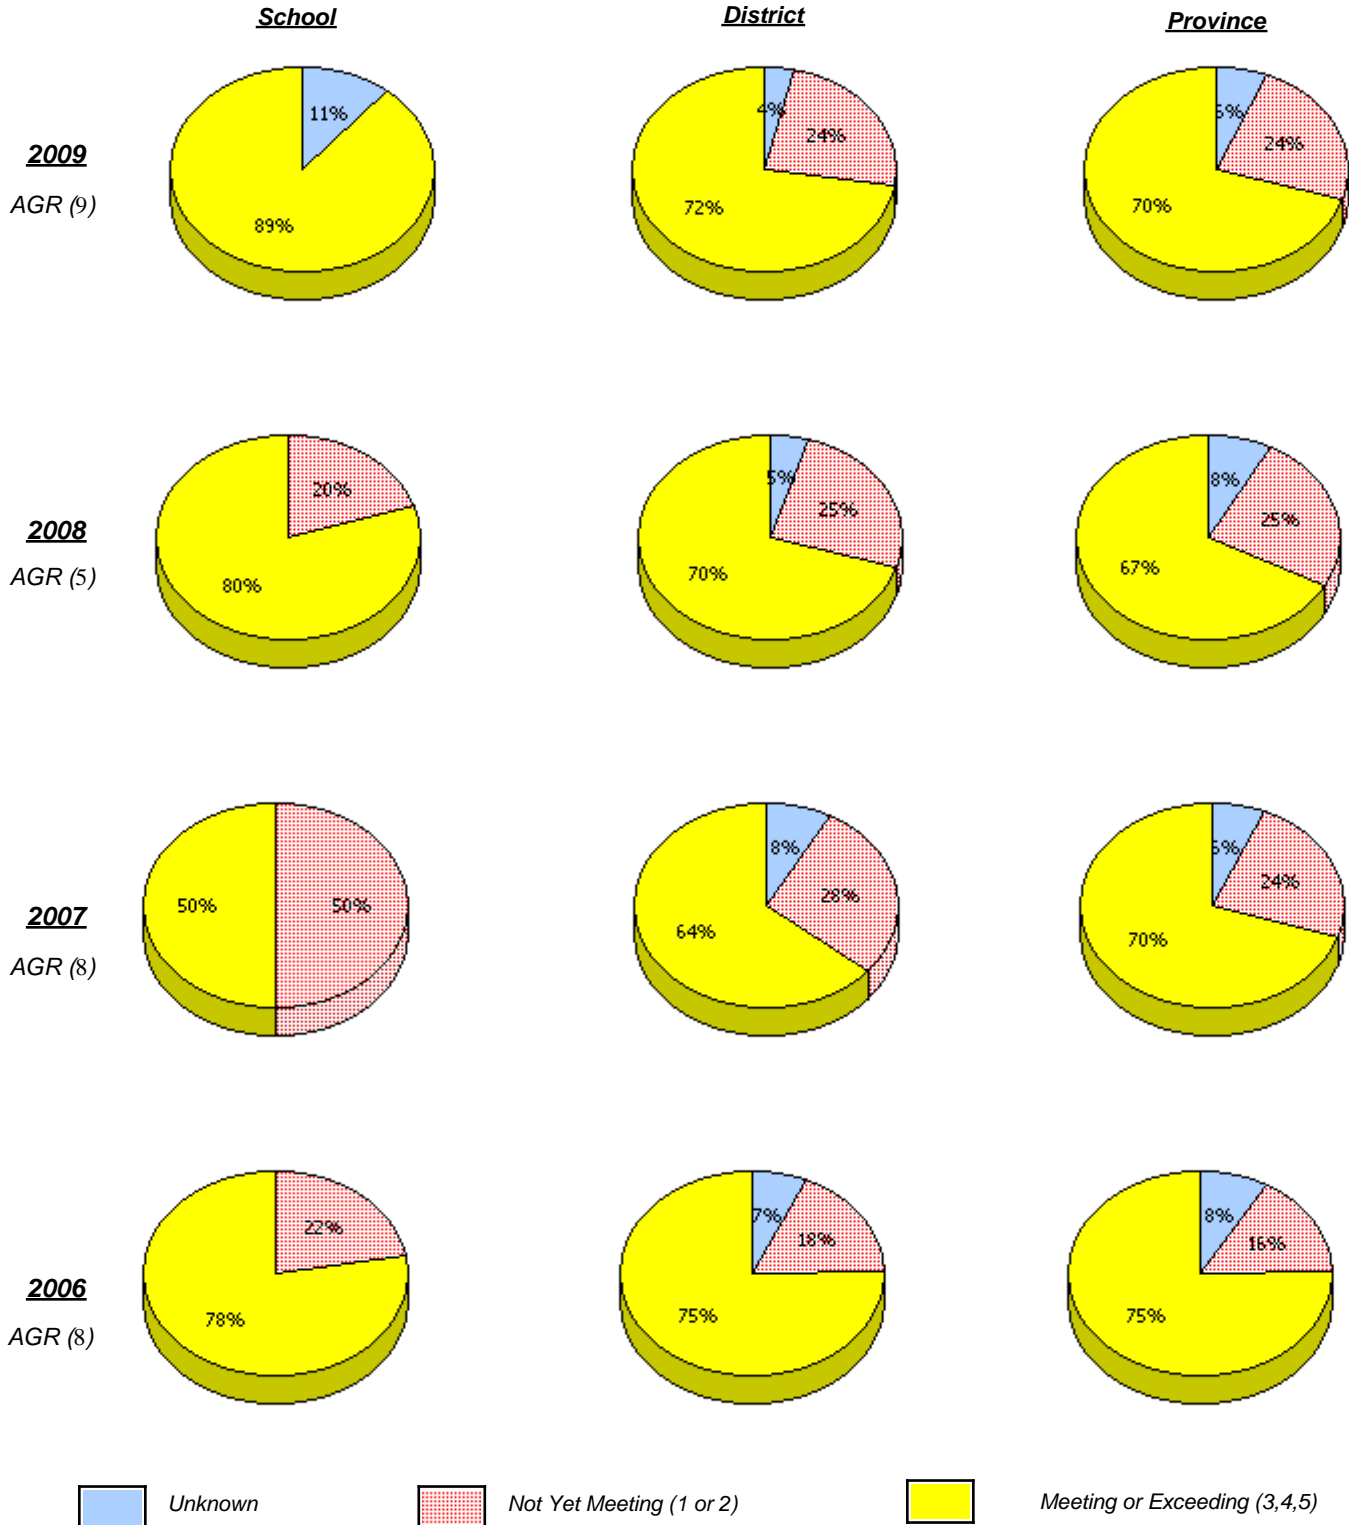 School District Province
11% 4% 24% 6% 24%
2009
AGR (9)
89% 72% 70%
20% 5% 25% 8% 25%
2008
AGR (5)
80% 70% 67%
50% 50% 8% 28% 64% 6% 24% 70%
2007
AGR (8)
22% 7% 18% 8% 16%
2006
AGR (8)
78% 75% 75%
Unknown Not Yet Meeting (1 or 2) Meeting or Exceeding (3,4,5)